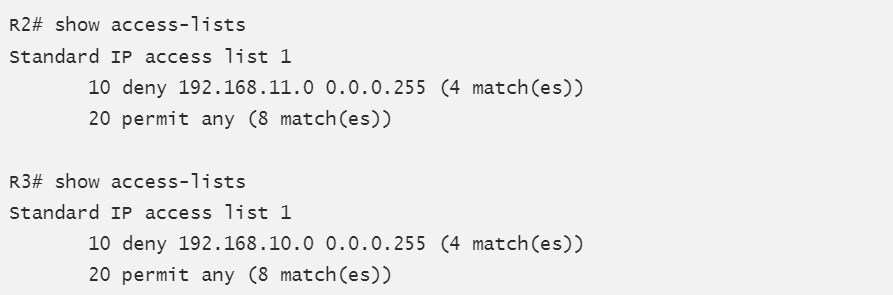 R2# show access-lists
Standard IP access list 1
       10 deny 192.168.11.0 0.0.0.255 (4 match(es))
       20 permit any (8 match(es))

R3# show access-lists
Standard IP access list 1
       10 deny 192.168.10.0 0.0.0.255 (4 match(es))
       20 permit any (8 match(es))